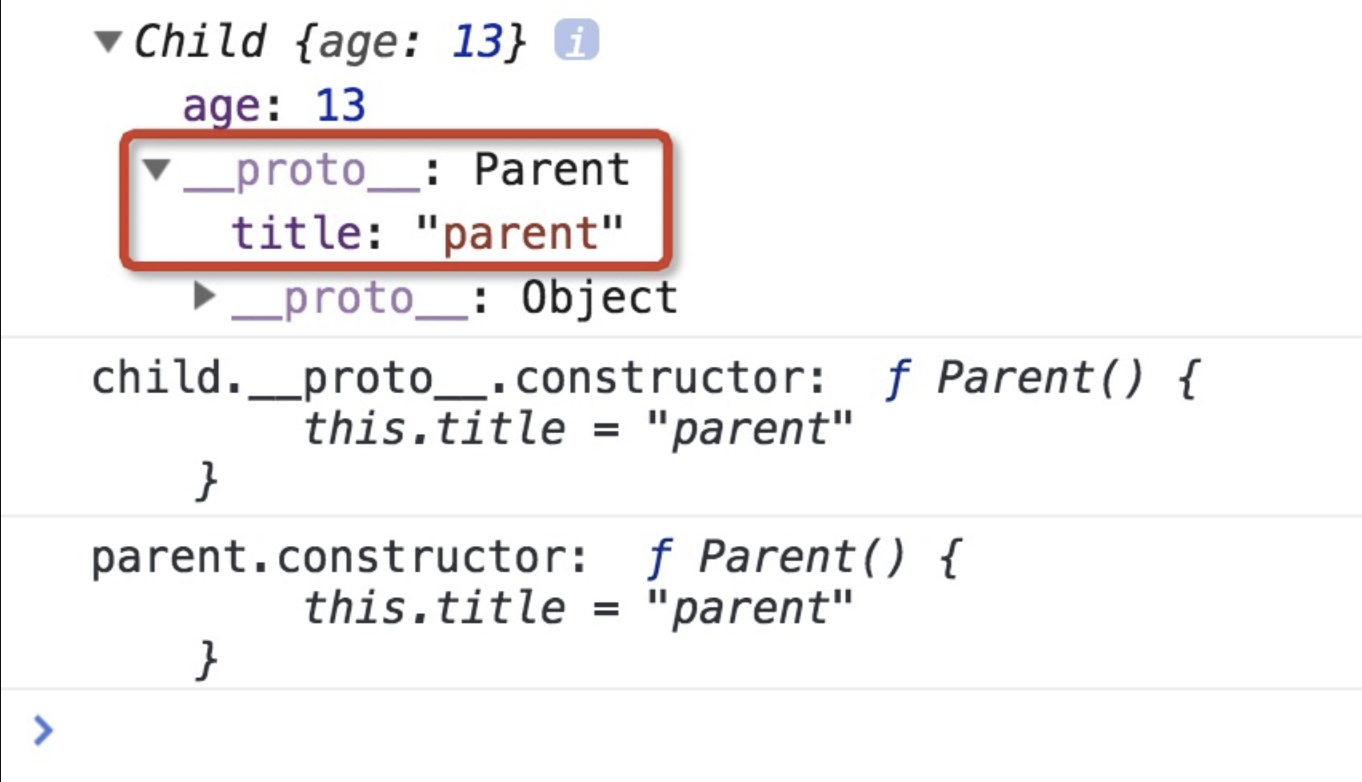 ▼ Child {age: 13} i
age: 13
▼ __proto__: Parent
title: "parent"
▶ __proto__: Object
child.__proto__.constructor:  ƒ Parent() {
this.title = "parent"
}
parent.constructor:  ƒ Parent() {
this.title = "parent"
}
>